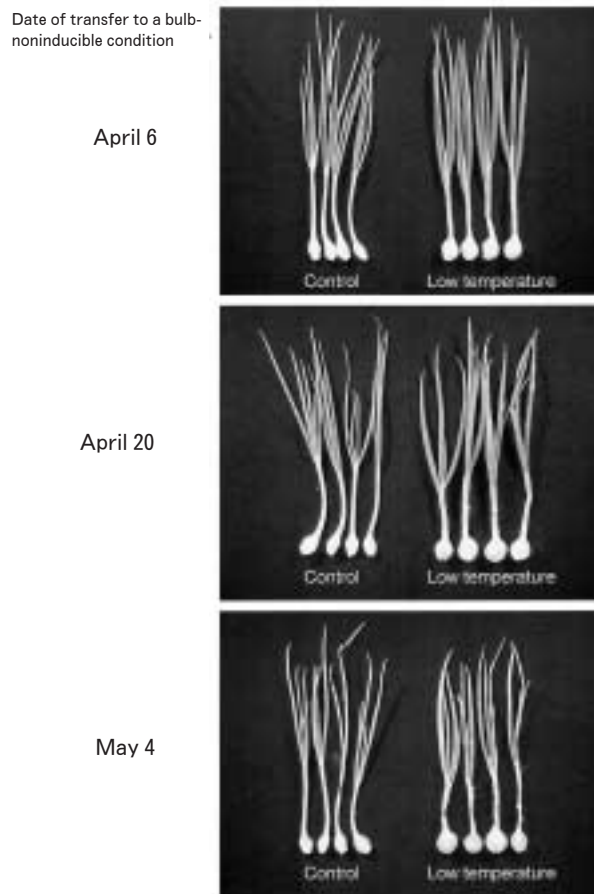 Date of transfer to a bulb-
noninducible condition
April 6
Control Low temperature
April 20
Control Low temperature
May 4
Control Low temperature